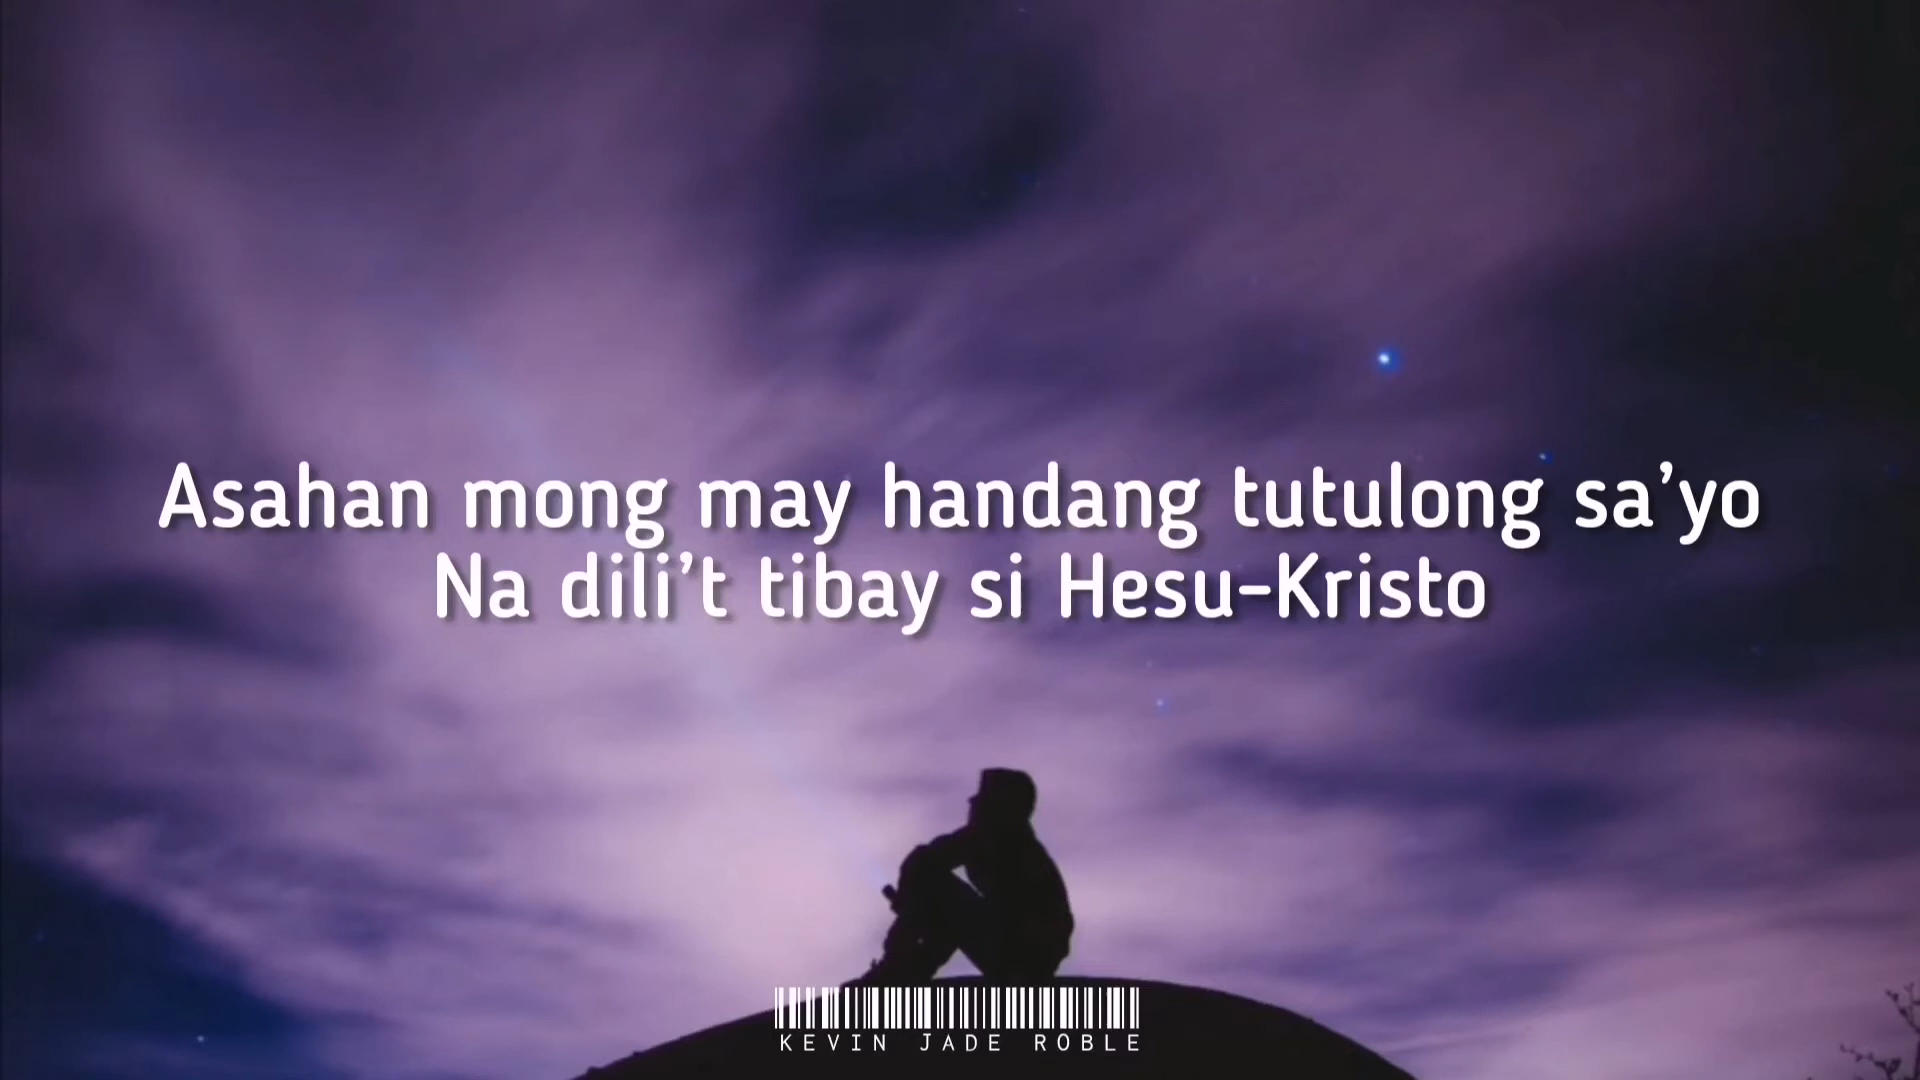 Asahan mong may handang tutulong sa’yo
Na dili’t tibay si Hesu-Kristo
KEVIN JADE ROBLE